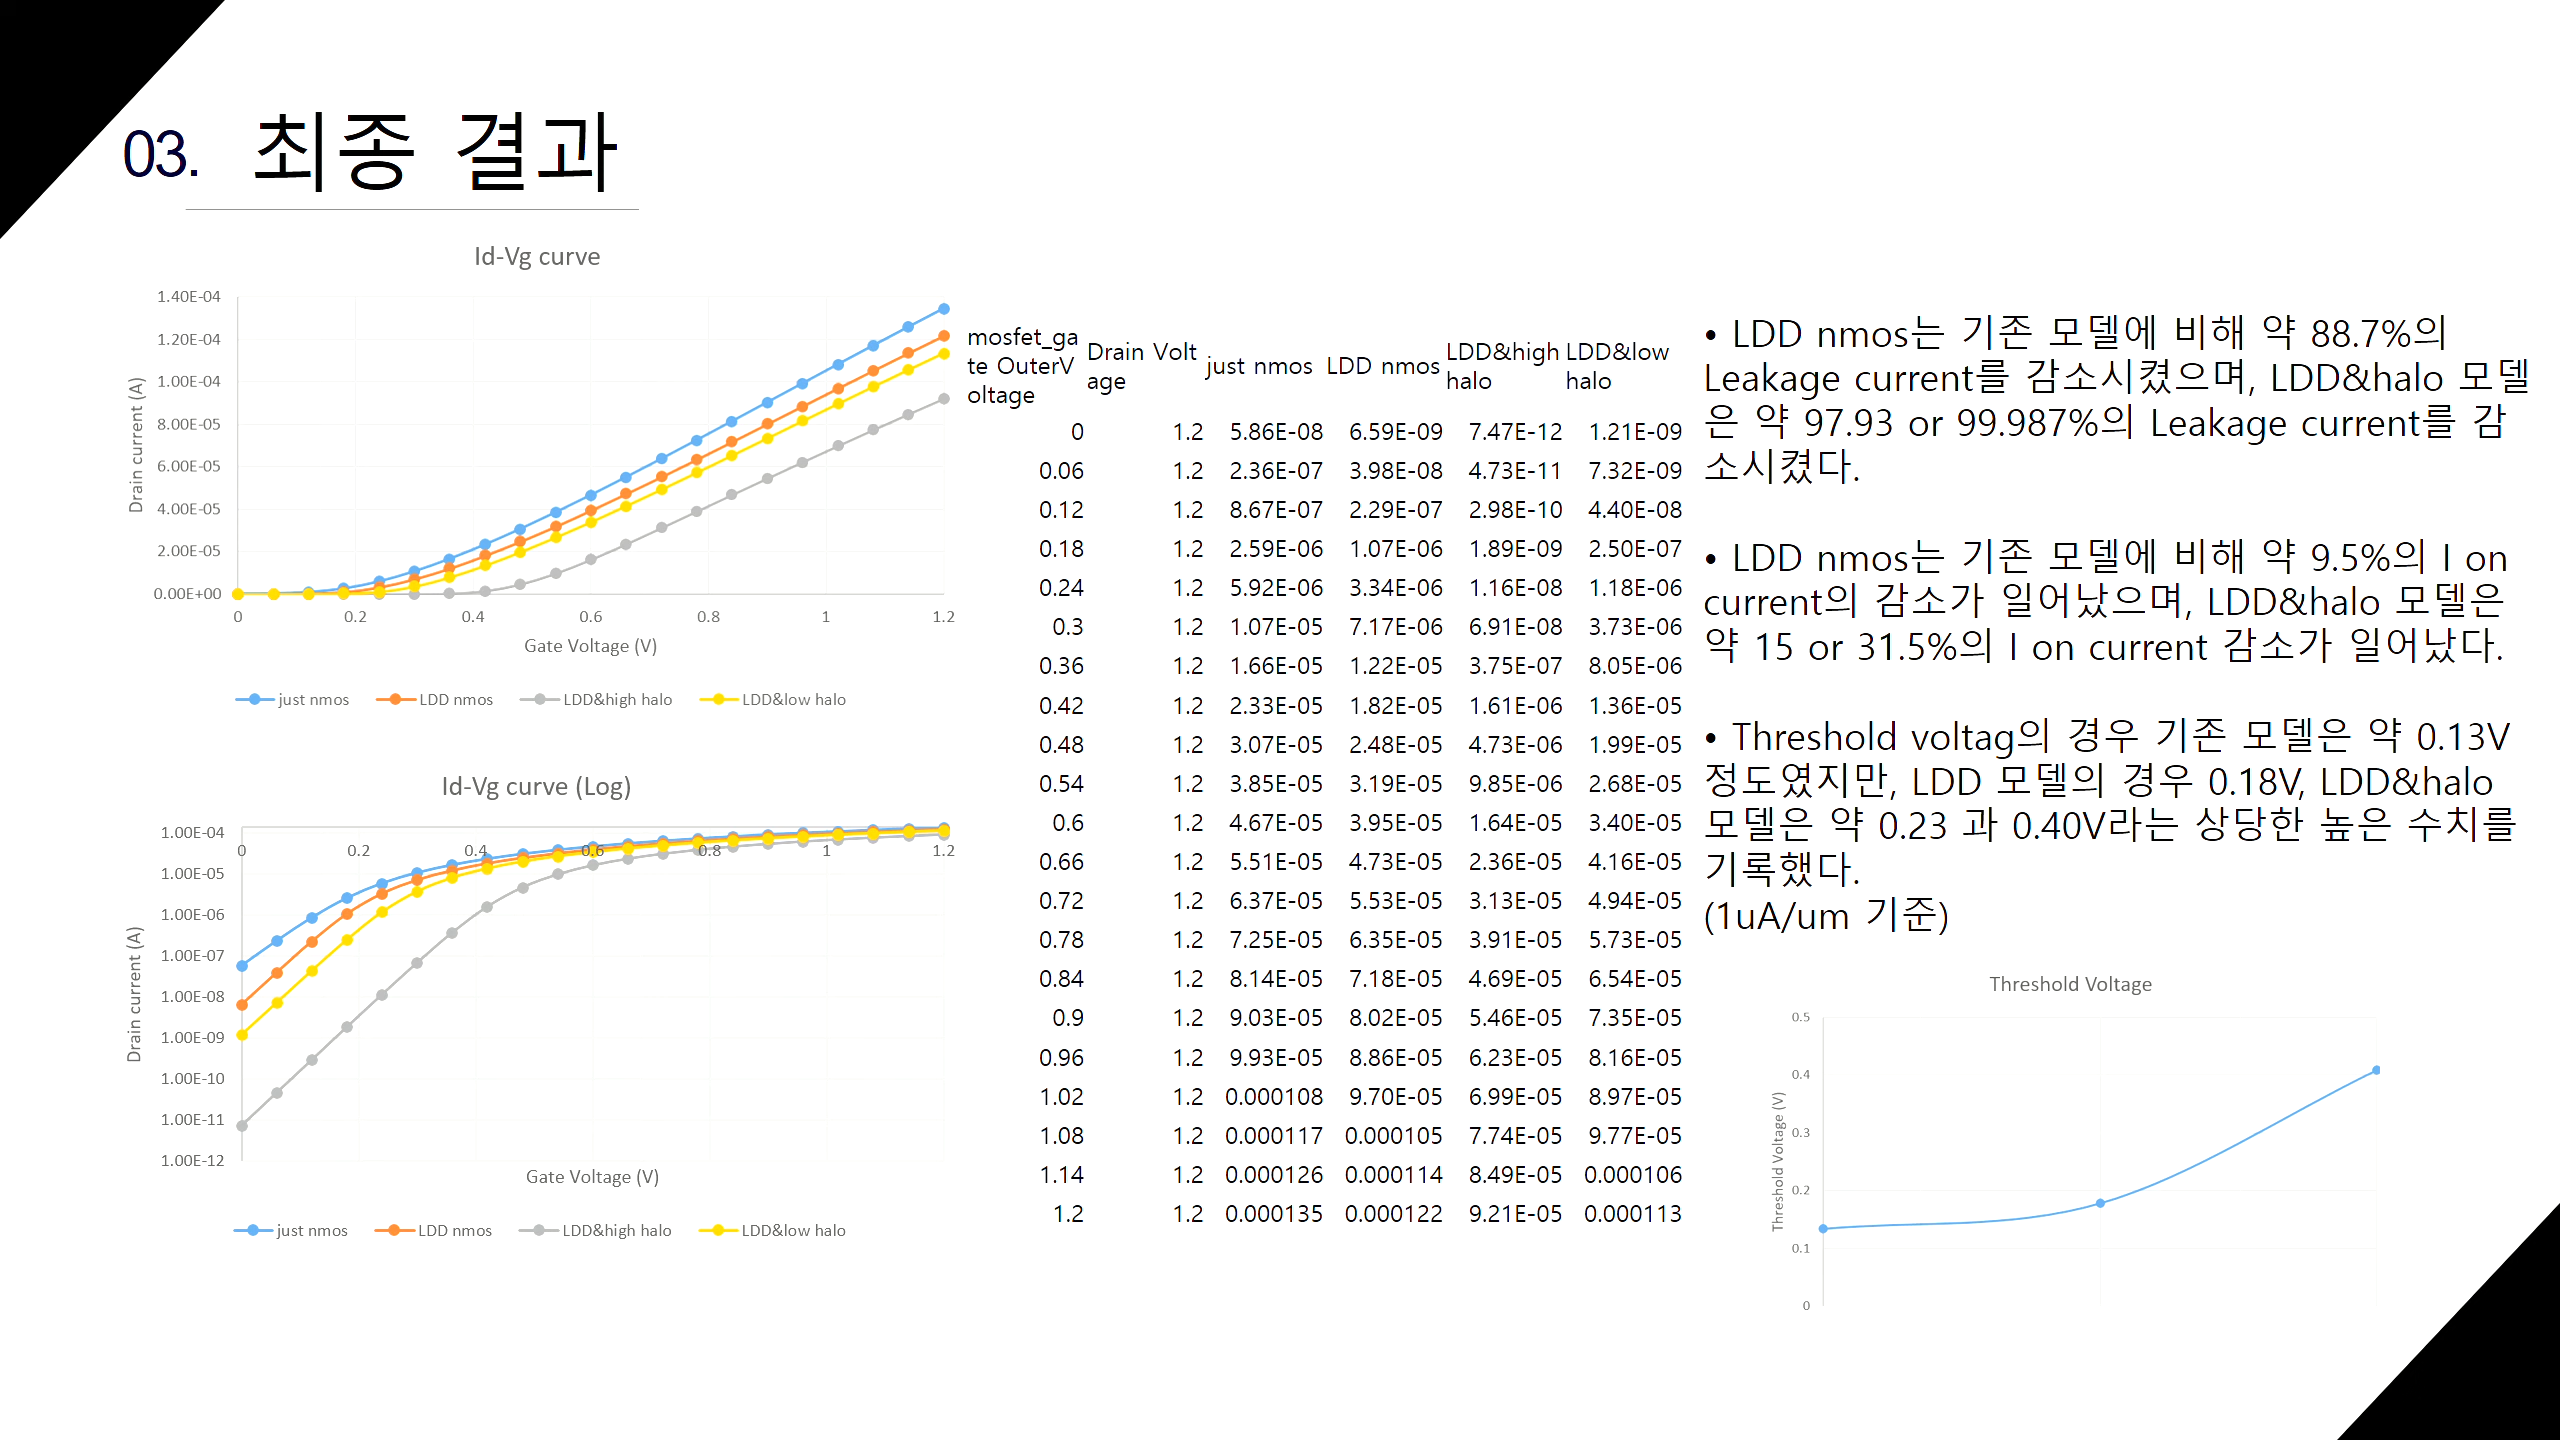 03. 최종 결과
Id-Vg curve
1.40E-04
1.20E-04
1.00E-04
8.00E-05
6.00E-05
4.00E-05
2.00E-05
0.00E+00
Drain current (A)
0 0.2 0.4 0.6 0.8 1 1.2
Gate Voltage (V)
just nmos LDD nmos LDD&high halo LDD&low halo
Id-Vg curve (Log)
1.00E-04
0 0.2 0.4 0.6 0.8 1 1.2
1.00E-05
1.00E-06
1.00E-07
1.00E-08
1.00E-09
1.00E-10
1.00E-11
1.00E-12
Drain current (A)
Gate Voltage (V)
just nmos LDD nmos LDD&high halo LDD&low halo
mosfet_ga
te OuterV
oltage
Drain Volt
age
just nmos
LDD nmos
LDD&high
halo
LDD&low
halo
0 1.2 5.86E-08 6.59E-09 7.47E-12 1.21E-09
0.06 1.2 2.36E-07 3.98E-08 4.73E-11 7.32E-09
0.12 1.2 8.67E-07 2.29E-07 2.98E-10 4.40E-08
0.18 1.2 2.59E-06 1.07E-06 1.89E-09 2.50E-07
0.24 1.2 5.92E-06 3.34E-06 1.16E-08 1.18E-06
0.3 1.2 1.07E-05 7.17E-06 6.91E-08 3.73E-06
0.36 1.2 1.66E-05 1.22E-05 3.75E-07 8.05E-06
0.42 1.2 2.33E-05 1.82E-05 1.61E-06 1.36E-05
0.48 1.2 3.07E-05 2.48E-05 4.73E-06 1.99E-05
0.54 1.2 3.85E-05 3.19E-05 9.85E-06 2.68E-05
0.6 1.2 4.67E-05 3.95E-05 1.64E-05 3.40E-05
0.66 1.2 5.51E-05 4.73E-05 2.36E-05 4.16E-05
0.72 1.2 6.37E-05 5.53E-05 3.13E-05 4.94E-05
0.78 1.2 7.25E-05 6.35E-05 3.91E-05 5.73E-05
0.84 1.2 8.14E-05 7.18E-05 4.69E-05 6.54E-05
0.9 1.2 9.03E-05 8.02E-05 5.46E-05 7.35E-05
0.96 1.2 9.93E-05 8.86E-05 6.23E-05 8.16E-05
1.02 1.2 0.000108 9.70E-05 6.99E-05 8.97E-05
1.08 1.2 0.000117 0.000105 7.74E-05 9.77E-05
1.14 1.2 0.000126 0.000114 8.49E-05 0.000106
1.2 1.2 0.000135 0.000122 9.21E-05 0.000113
• LDD nmos는 기존 모델에 비해 약 88.7%의
Leakage current를 감소시켰으며, LDD&halo 모델
은 약 97.93 or 99.987%의 Leakage current를 감
소시켰다.
• LDD nmos는 기존 모델에 비해 약 9.5%의 I on
current의 감소가 일어났으며, LDD&halo 모델은
약 15 or 31.5%의 I on current 감소가 일어났다.
• Threshold voltag의 경우 기존 모델은 약 0.13V
정도였지만, LDD 모델의 경우 0.18V, LDD&halo
모델은 약 0.23 과 0.40V라는 상당한 높은 수치를
기록했다.
(1uA/um 기준)
Threshold Voltage
0.5
0.4
0.3
0.2
0.1
0
Threshold Voltage (V)